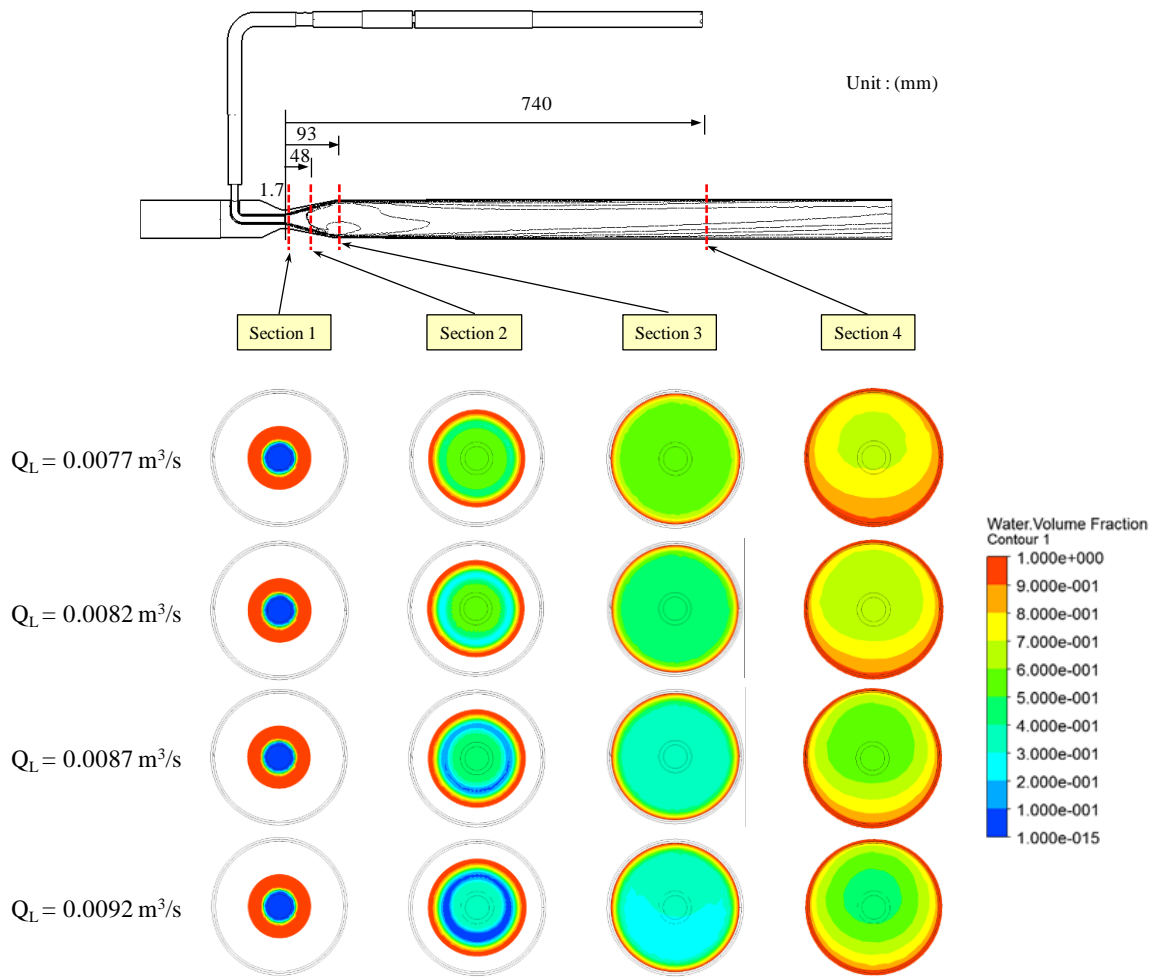 Unit : (mm)
740
93
48
1.7
Section 1
Section 2
Section 3
Section 4
Q_L = 0.0077 m³/s
Q_L = 0.0082 m³/s
Q_L = 0.0087 m³/s
Q_L = 0.0092 m³/s
Water.Volume Fraction
Contour 1
1.000e+000
9.000e-001
8.000e-001
7.000e-001
6.000e-001
5.000e-001
4.000e-001
3.000e-001
2.000e-001
1.000e-001
1.000e-015